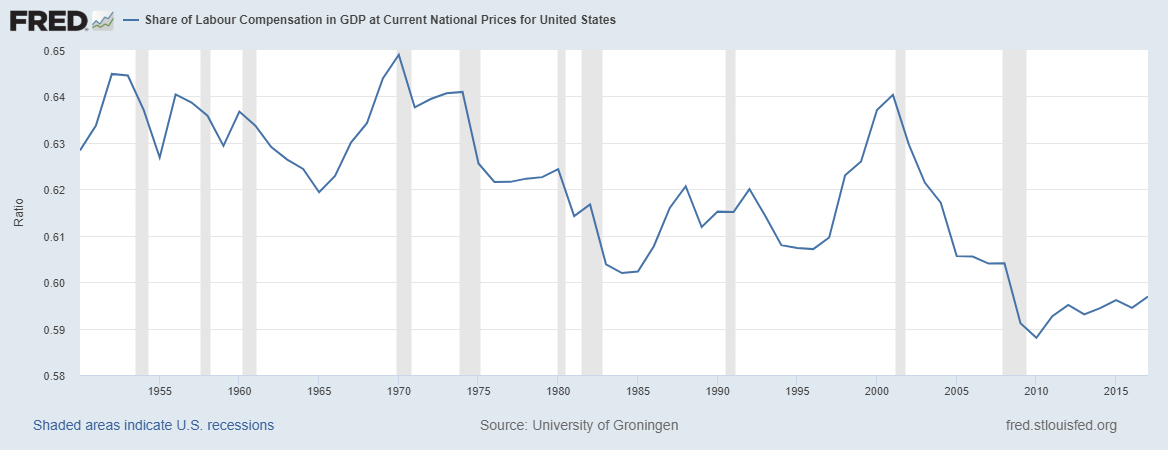 FRED Share of Labour Compensation in GDP at Current National Prices for United States
0.65
0.64
0.63
0.62
0.61
0.60
0.59
0.58
Ratio
1955 1960 1965 1970 1975 1980 1985 1990 1995 2000 2005 2010 2015
Shaded areas indicate U.S. recessions Source: University of Groningen fred.stlouisfed.org